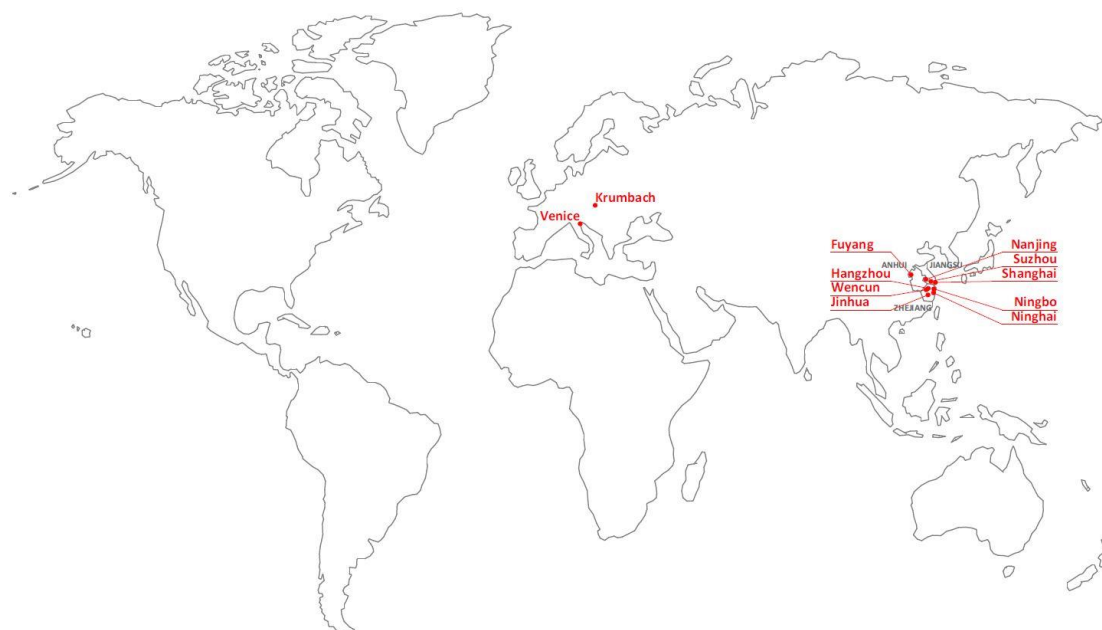 Krumbach
Venice
Fuyang
Nanjing
ANHUI
JIANGSU
Suzhou
Hangzhou
Shanghai
Wencun
Jinhua
Ningbo
ZHEJIANG
Ninghai